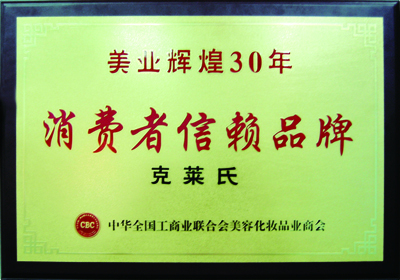 美业辉煌30年
消费者信赖品牌
克莱氏
CBC 中华全国工商业联合会美容化妆品业商会